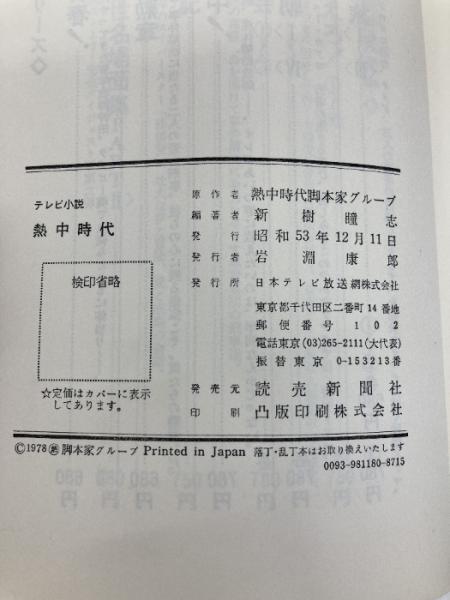 テレビ小説
熱中時代
検印省略
☆定価はカバーに表示
してあります。
原作者 熱中時代脚本家グループ
編著者 新樹瞳志
発行 昭和53年12月11日
発行者 岩淵康郎
発行所 日本テレビ放送網株式会社
東京都千代田区二番町14番地
郵便番号 102
電話東京(03)265-2111(大代表)
振替東京 0-153213番
発売元 読売新聞社
印刷 凸版印刷株式会社
©1978 脚本家グループ Printed in Japan 落丁・乱丁本はお取り換えいたします
0093-981180-8715